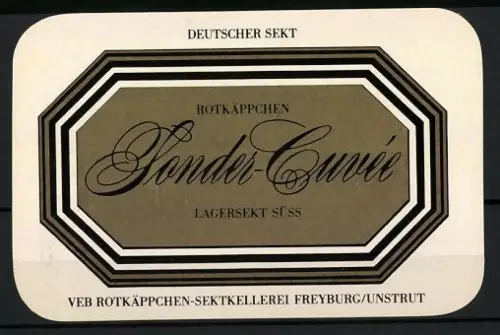 DEUTSCHER SEKT
ROTKÄPPCHEN
Sonder-Cuvée
LAGERSEKT SÜSS
VEB ROTKÄPPCHEN-SEKTKELLEREI FREYBURG/UNSTRUT